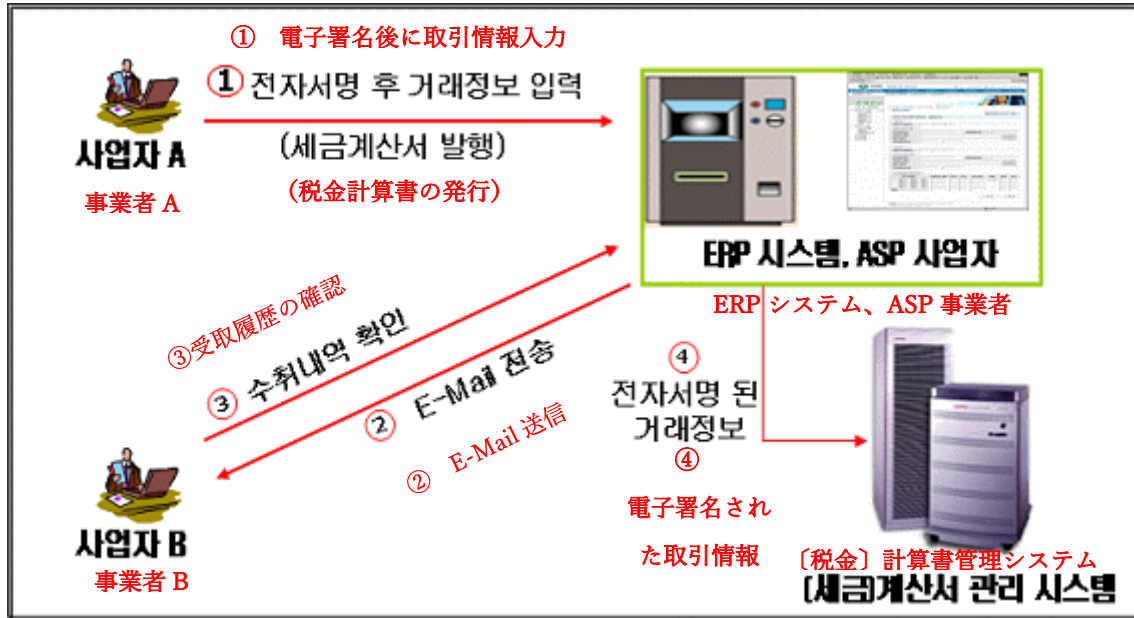 ① 電子署名後に取引情報入力
① 전자서명 후 거래정보 입력
(세금계산서 발행)
（税金計算書の発行）
사업자 A
事業者 A
ERP 시스템, ASP 사업자
ERP システム、ASP 事業者
③受取履歴の確認
③ 수취내역 확인
② E-Mail 전송
② E-Mail 送信
④
전자서명 된
거래정보
④
電子署名され
た取引情報
사업자 B
事業者 B
〔税金〕計算書管理システム
(세금)계산서 관리 시스템